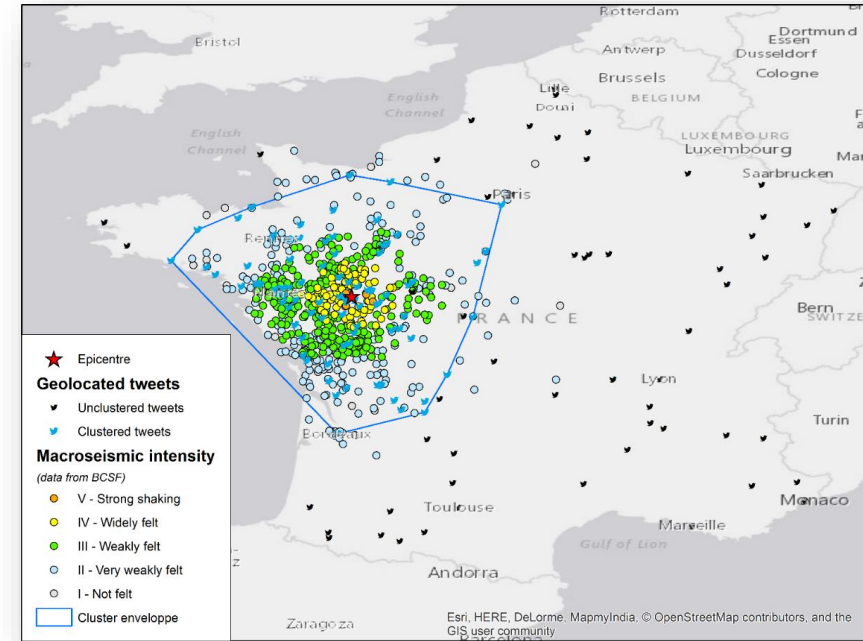 Rotterdam
Bristol
Dortmund
Essen
Antwerp
Dusseldorf
Lille
Brussels
Cologne
English
Channel
Douai
BELGIUM
English
Channel
LUXEMBOURG
Luxembourg
Saarbrucken
Paris
Rennes
Nantes
Bern
FRANCE
SWITZE
Lyon
Turin
Bordeaux
Toulouse
Monaco
Marseille
Gulf of Lion
Andorra
Zaragoza
Barcelona
Epicentre
Geolocated tweets
Unclustered tweets
Clustered tweets
Macroseismic intensity
(data from BCSF)
V - Strong shaking
IV - Widely felt
III - Weakly felt
II - Very weakly felt
I - Not felt
Cluster enveloppe
Esri, HERE, DeLorme, MapmyIndia, © OpenStreetMap contributors, and the
GIS user community